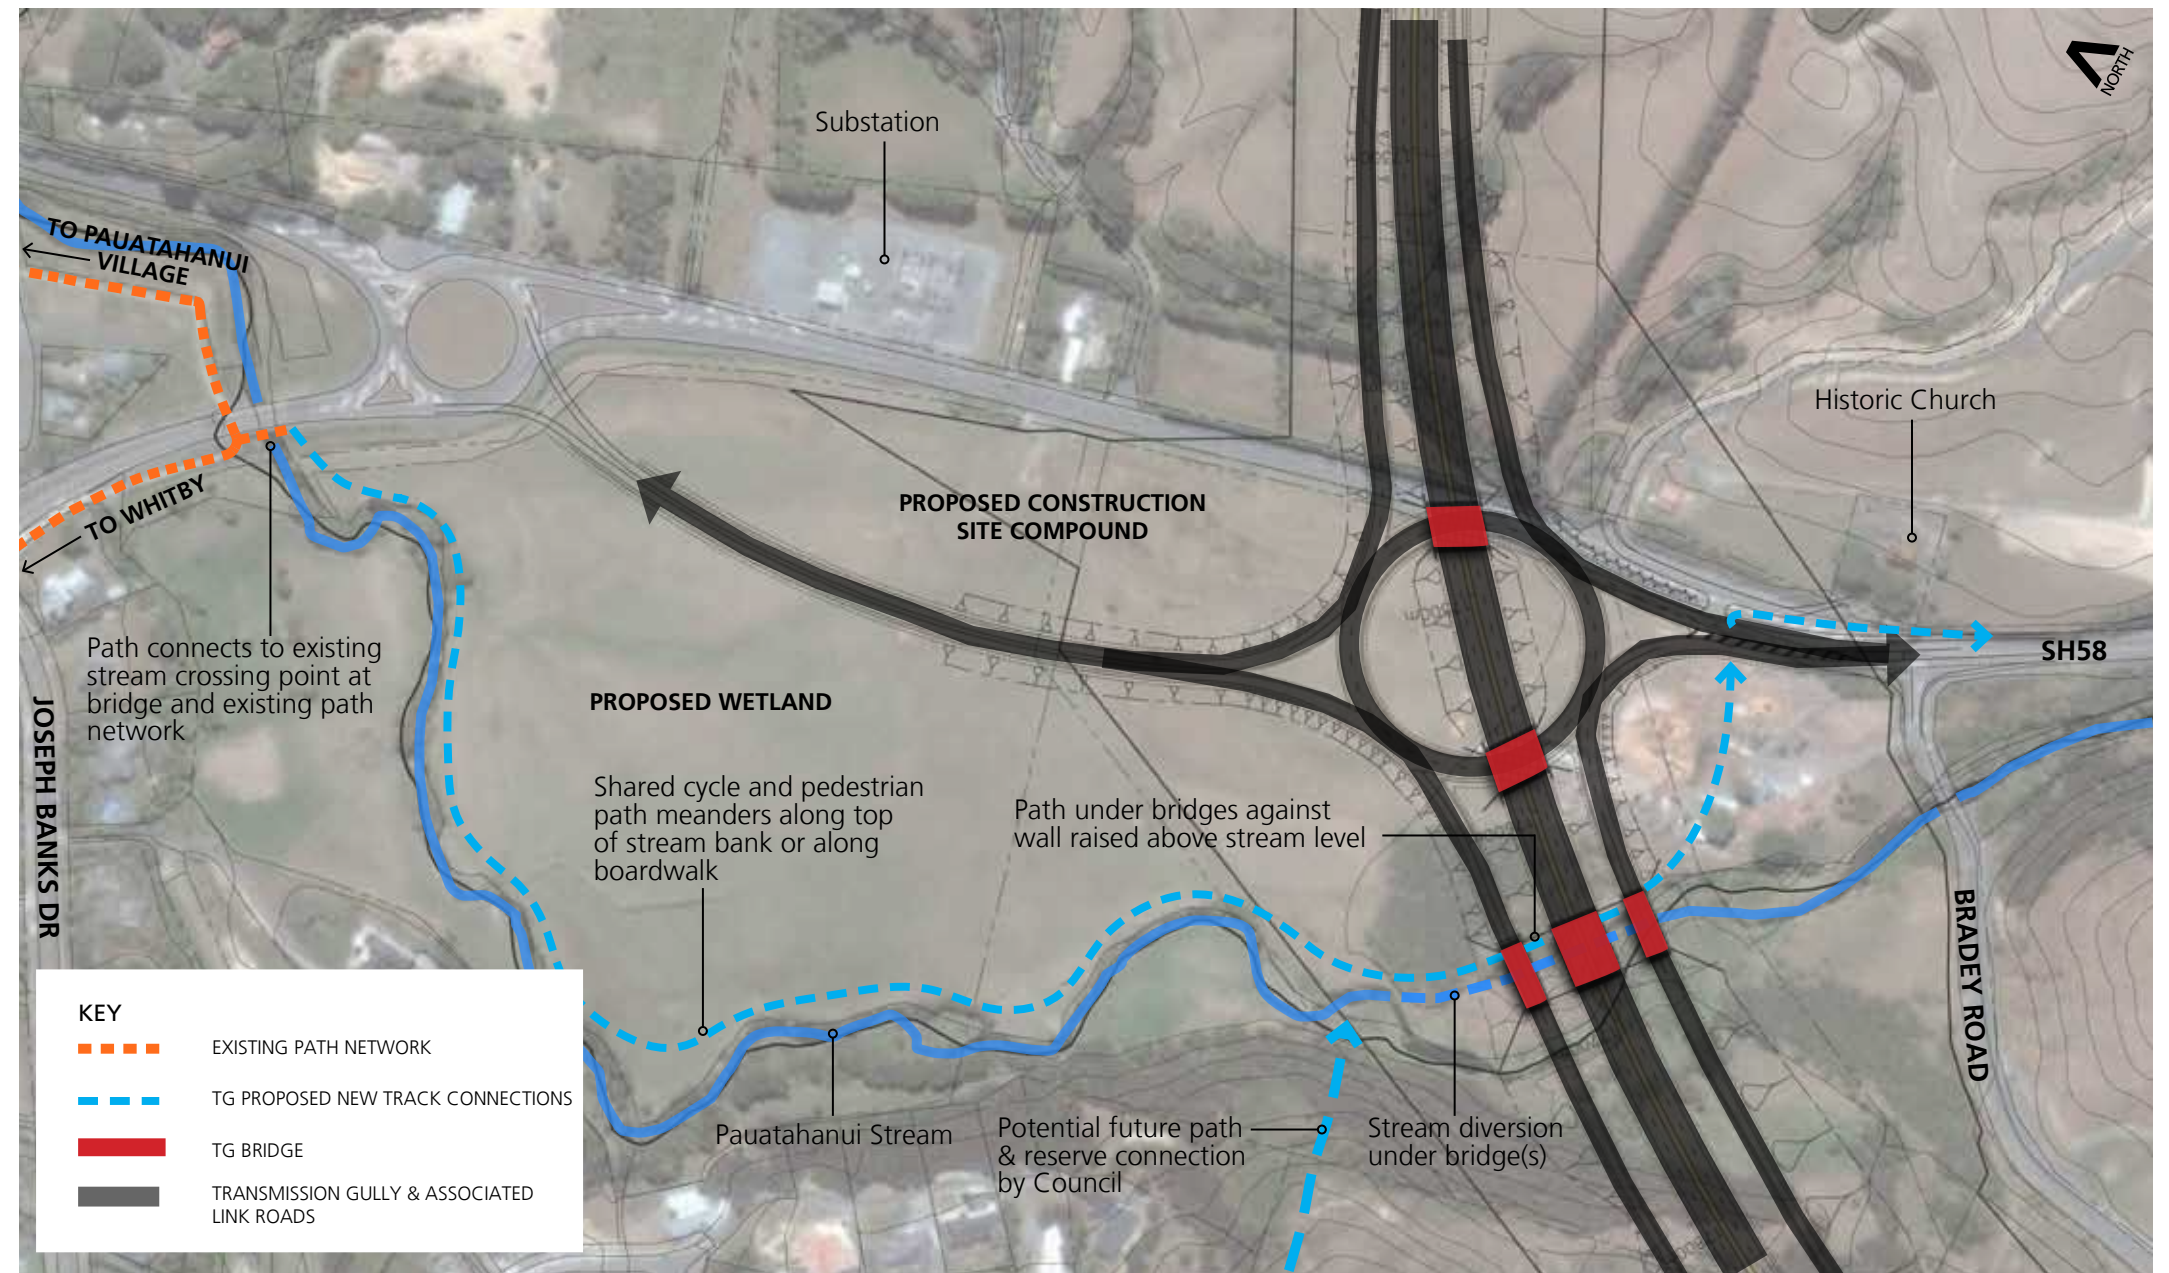 NORTH
Substation
TO PAUATAHANUI
VILLAGE
Historic Church
TO WHITBY
PROPOSED CONSTRUCTION
SITE COMPOUND
Path connects to existing
stream crossing point at
bridge and existing path
network
SH58
PROPOSED WETLAND
JOSEPH BANKS DR
Shared cycle and pedestrian
path meanders along top
of stream bank or along
boardwalk
Path under bridges against
wall raised above stream level
BRADEY ROAD
Pauatahanui Stream
Potential future path
& reserve connection
by Council
Stream diversion
under bridge(s)
KEY
EXISTING PATH NETWORK
TG PROPOSED NEW TRACK CONNECTIONS
TG BRIDGE
TRANSMISSION GULLY & ASSOCIATED
LINK ROADS